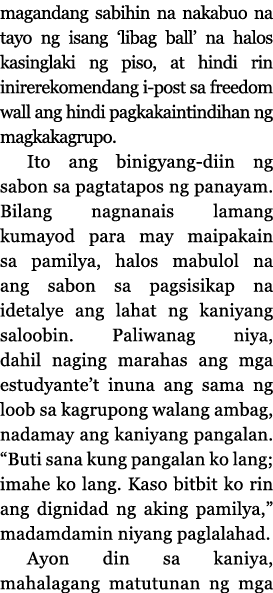 magandang sabihin na nakabuo na
tayo ng isang ‘libag ball’ na halos
kasinglaki ng piso, at hindi rin
inirerekomendang i-post sa freedom
wall ang hindi pagkakaintindihan ng
magkakagrupo.
Ito ang binigyang-diin ng
sabon sa pagtatapos ng panayam.
Bilang nagnanais lamang
kumayod para may maipakain
sa pamilya, halos mabulol na
ang sabon sa pagsisikap na
idetalye ang lahat ng kaniyang
saloobin. Paliwanag niya,
dahil naging marahas ang mga
estudyante’t inuna ang sama ng
loob sa kagrupong walang ambag,
nadamay ang kaniyang pangalan.
“Buti sana kung pangalan ko lang;
imahe ko lang. Kaso bitbit ko rin
ang dignidad ng aking pamilya,”
madamdamin niyang paglalahad.
Ayon din sa kaniya,
mahalagang matutunan ng mga